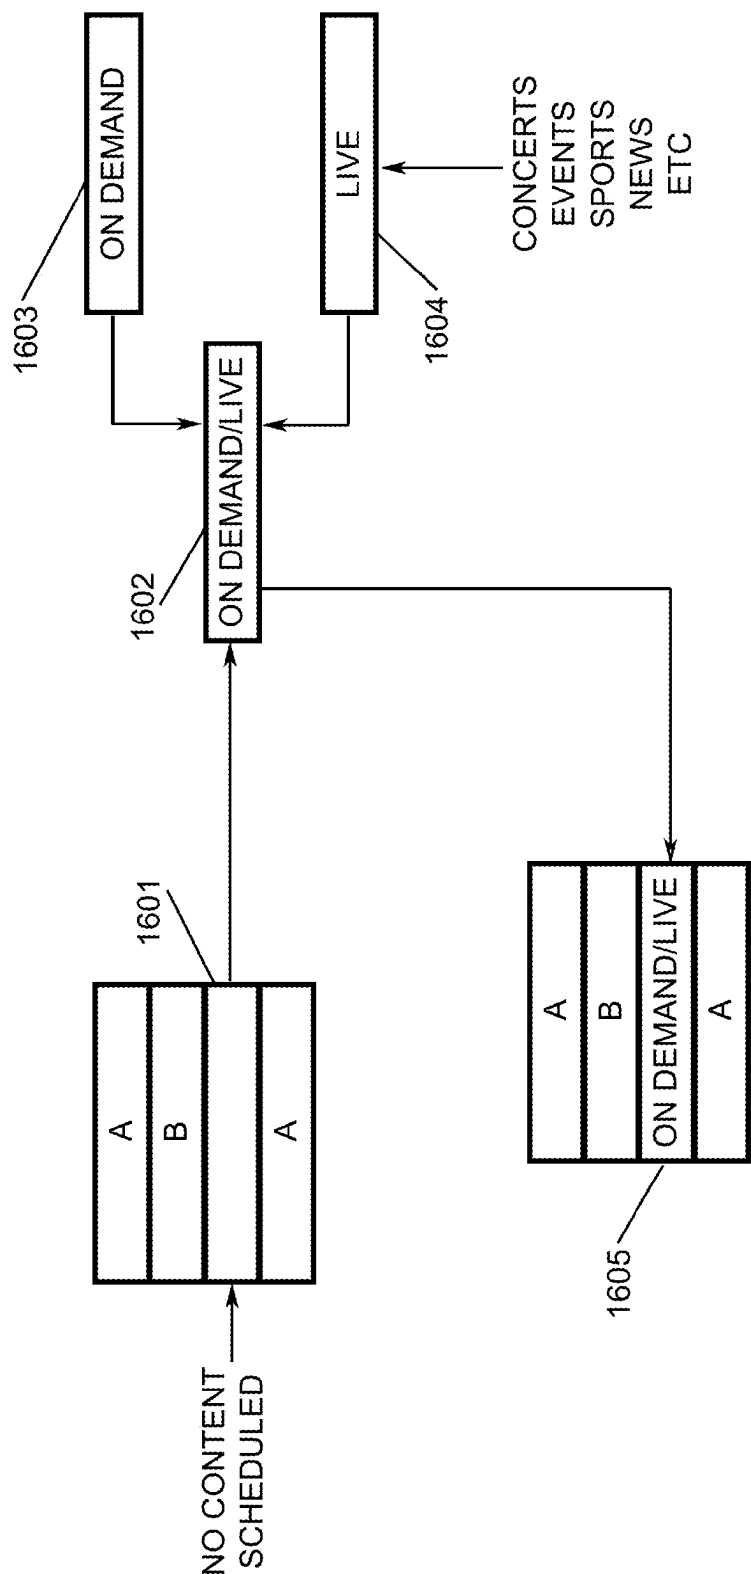 NO CONTENT
SCHEDULED
A
B
A
1601
1602
ON DEMAND/LIVE
1603
ON DEMAND
1604
LIVE
CONCERTS
EVENTS
SPORTS
NEWS
ETC
1605
A
B
ON DEMAND/LIVE
A